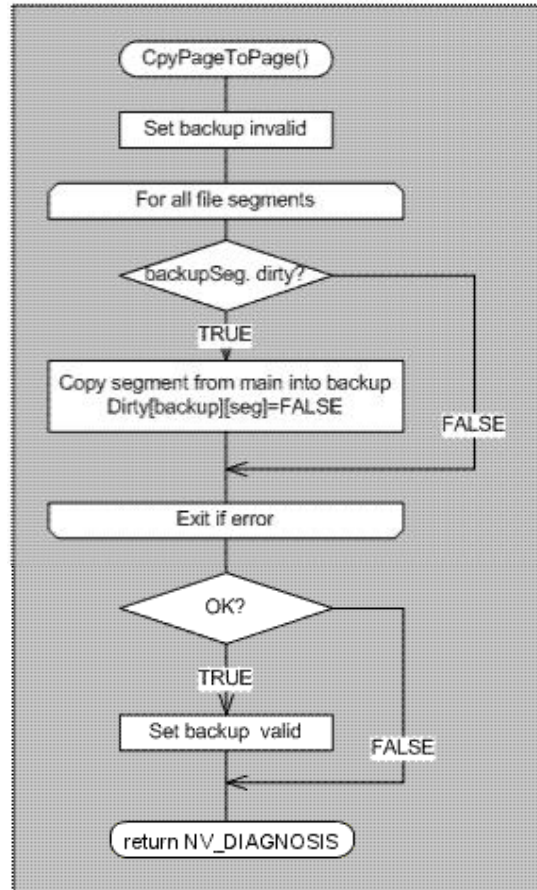 CpyPageToPage()
Set backup invalid
For all file segments
backupSeg. dirty?
TRUE
Copy segment from main into backup
Dirty[backup][seg]=FALSE
FALSE
Exit if error
OK?
TRUE
Set backup valid
FALSE
return NV_DIAGNOSIS